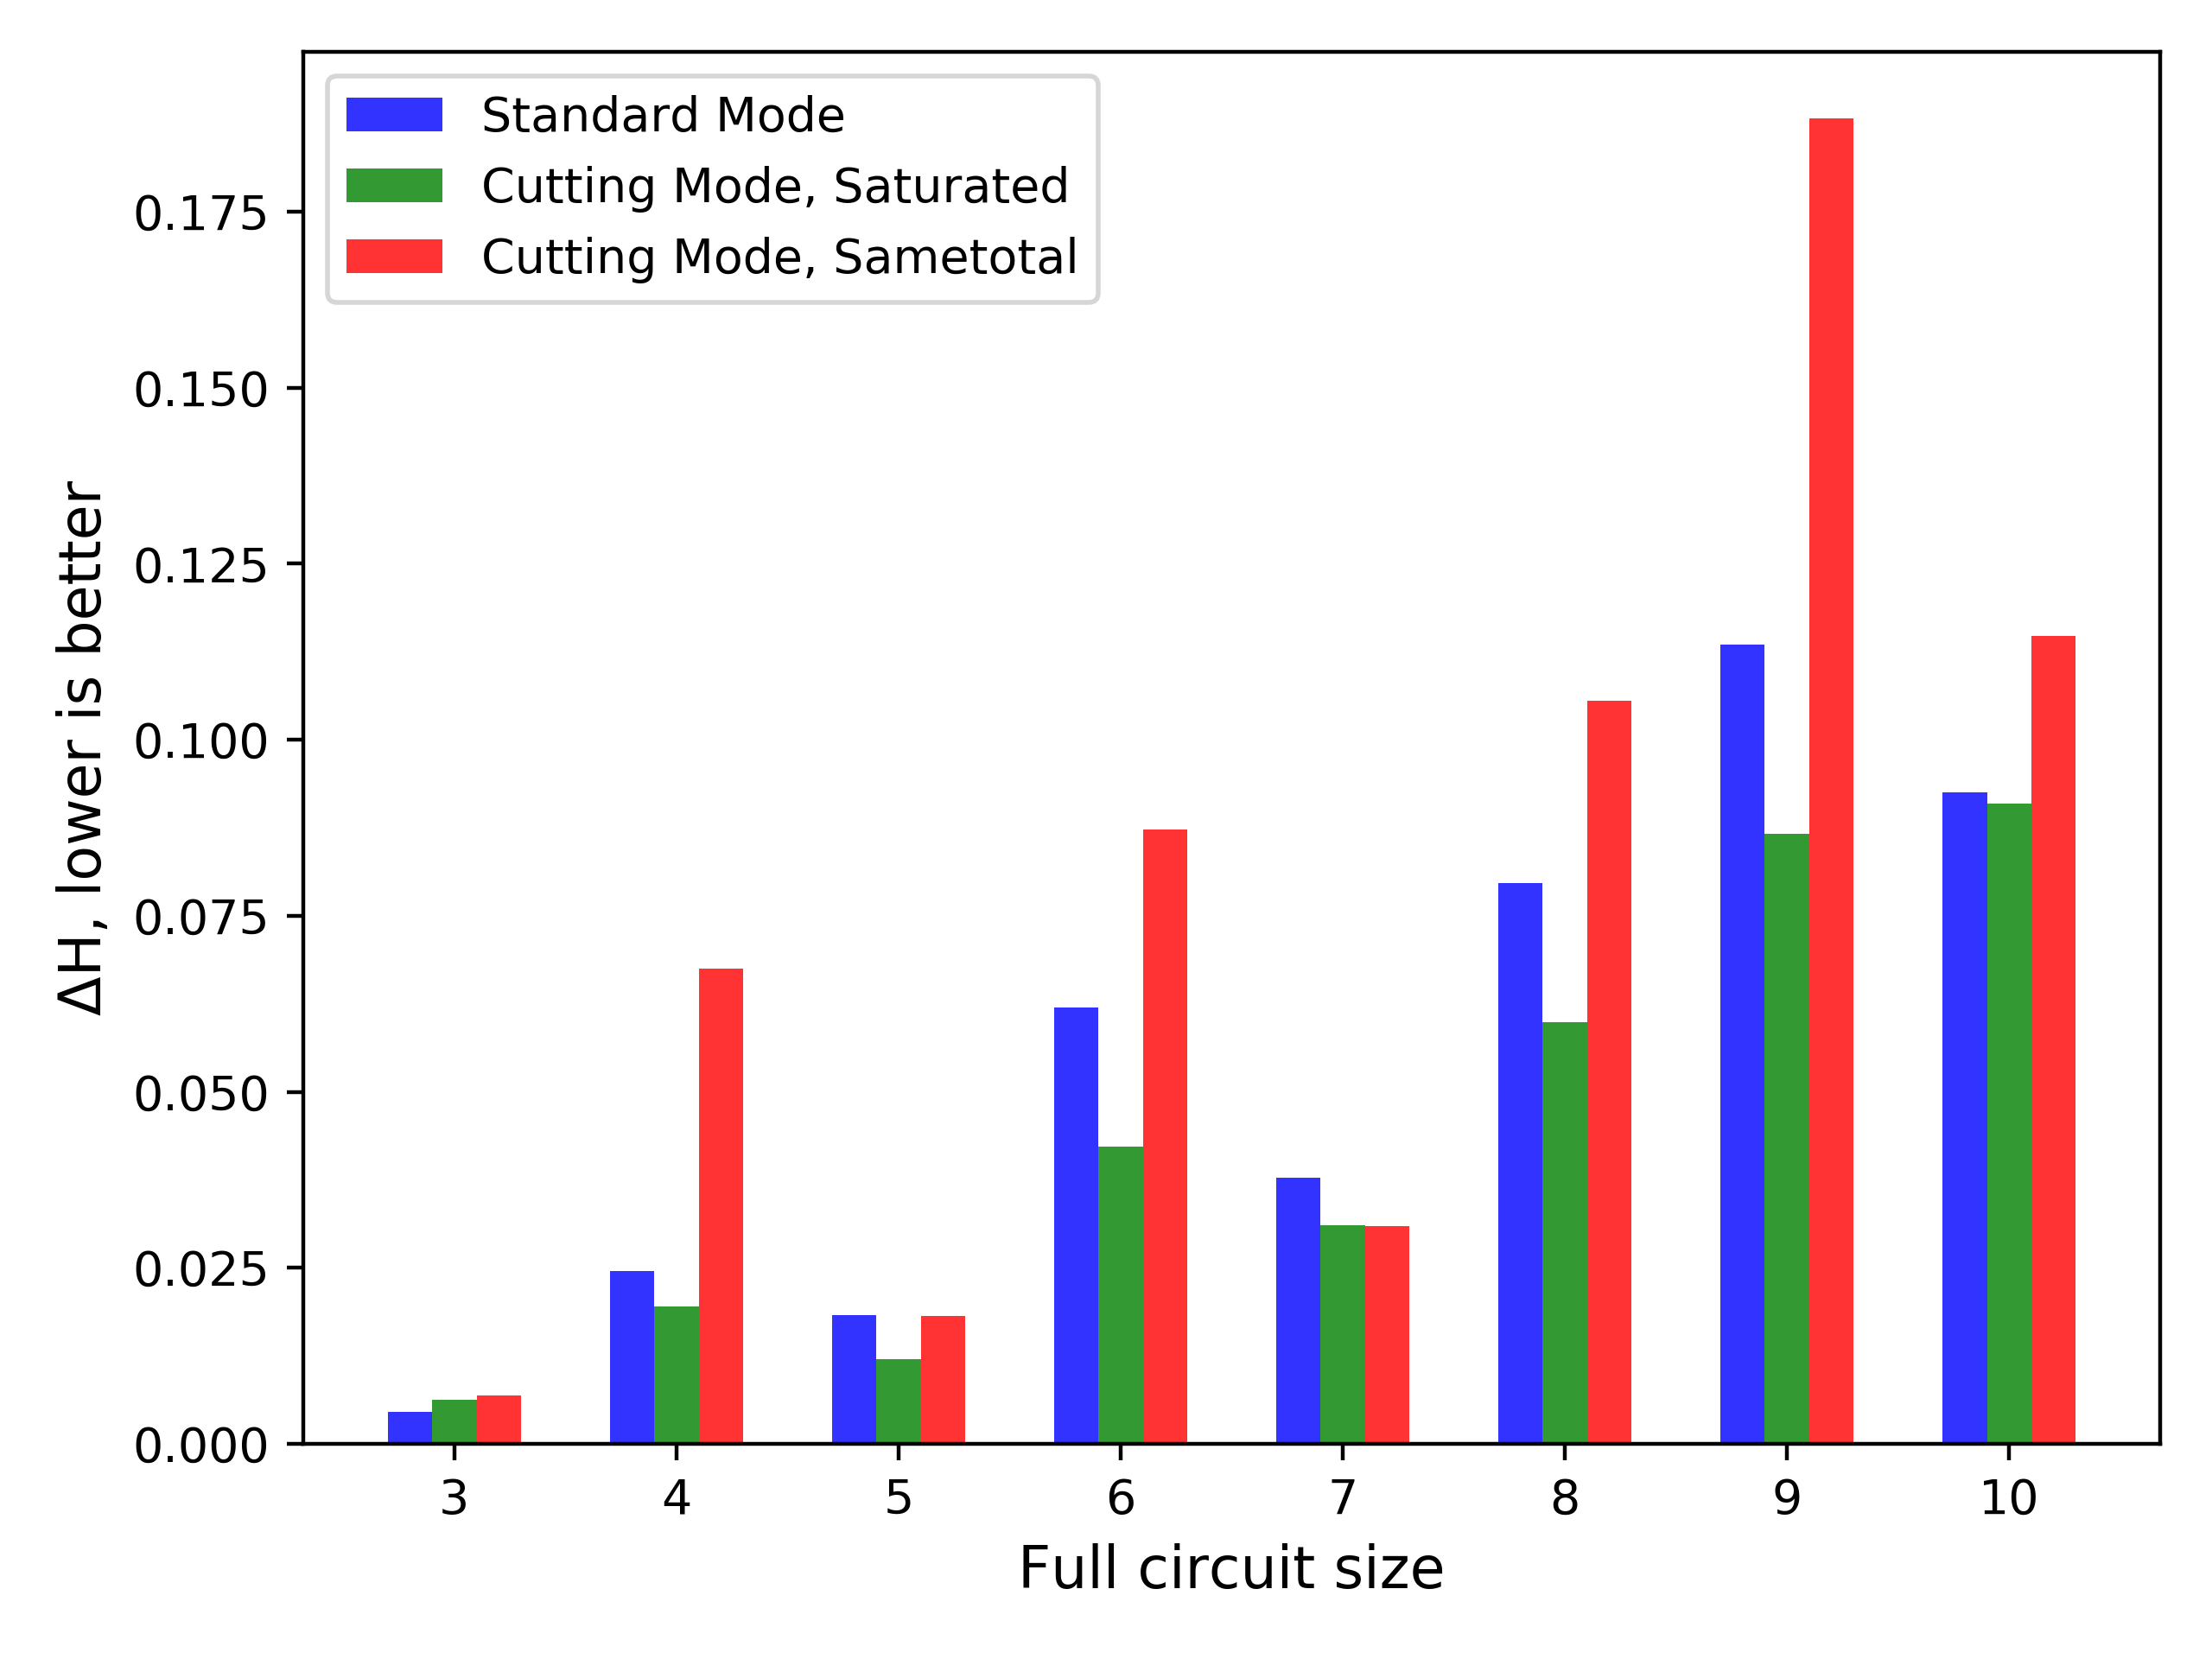 Standard Mode
Cutting Mode, Saturated
Cutting Mode, Sametotal
0.175
0.150
0.125
0.100
0.075
0.050
0.025
0.000
ΔH, lower is better
3 4 5 6 7 8 9 10
Full circuit size